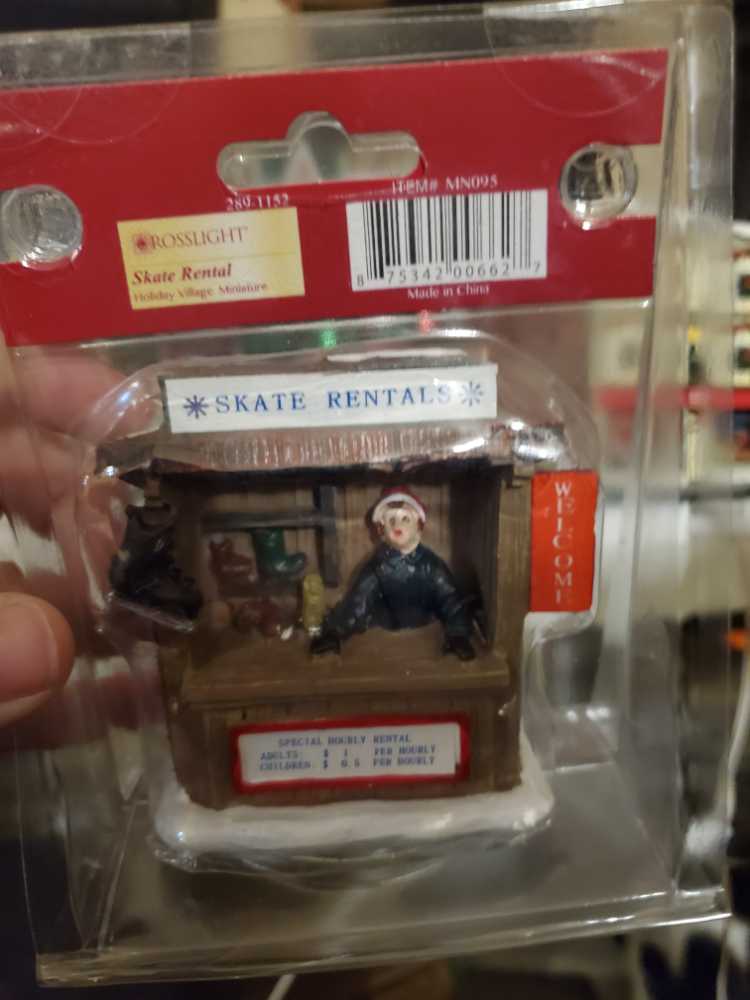 289-1152
ITEM# MN095
ROSSLIGHT
Skate Rental
Holiday Village Miniature
8 75342 00662 7
Made in China
SKATE RENTALS
WELCOME
SPECIAL HOURLY RENTAL
ADULTS: $ 1 PER HOURLY
CHILDREN: $ 0.5 PER HOURLY